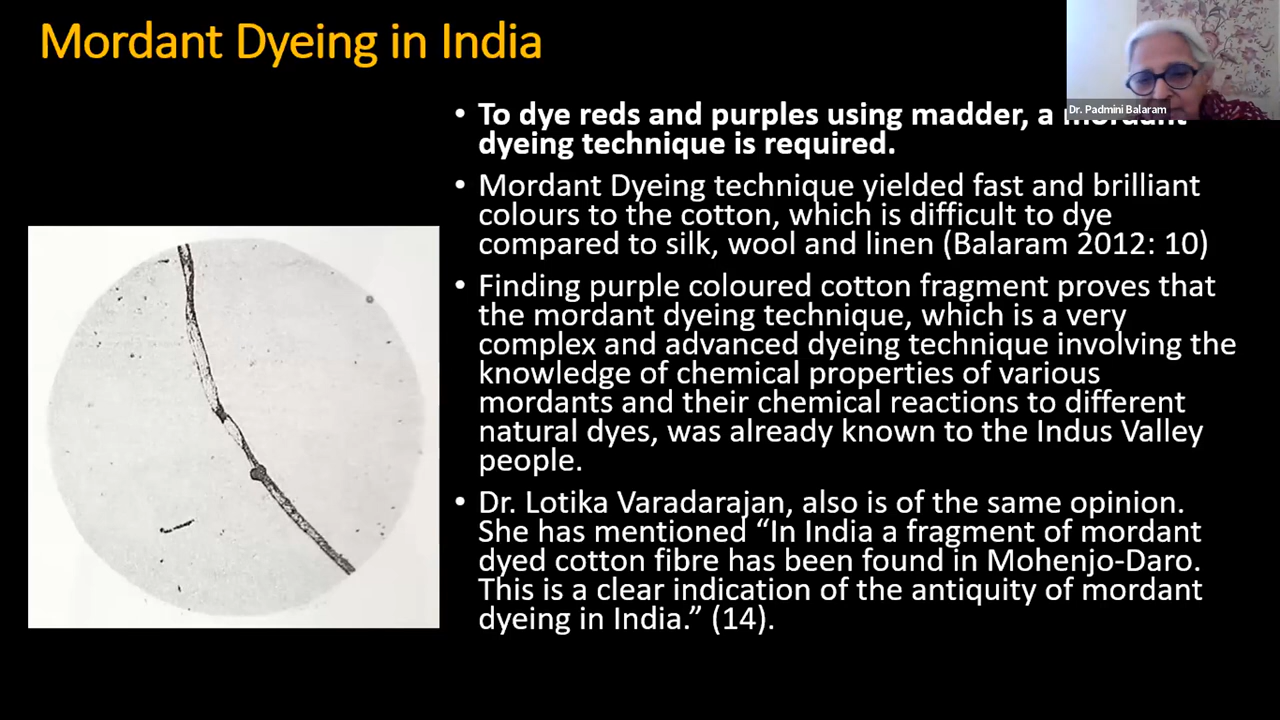 Mordant Dyeing in India
Dr. Padmini Balaram
• To dye reds and purples using madder, a mordant
dyeing technique is required.
• Mordant Dyeing technique yielded fast and brilliant
colours to the cotton, which is difficult to dye
compared to silk, wool and linen (Balaram 2012: 10)
• Finding purple coloured cotton fragment proves that
the mordant dyeing technique, which is a very
complex and advanced dyeing technique involving the
knowledge of chemical properties of various
mordants and their chemical reactions to different
natural dyes, was already known to the Indus Valley
people.
• Dr. Lotika Varadarajan, also is of the same opinion.
She has mentioned “In India a fragment of mordant
dyed cotton fibre has been found in Mohenjo-Daro.
This is a clear indication of the antiquity of mordant
dyeing in India.” (14).